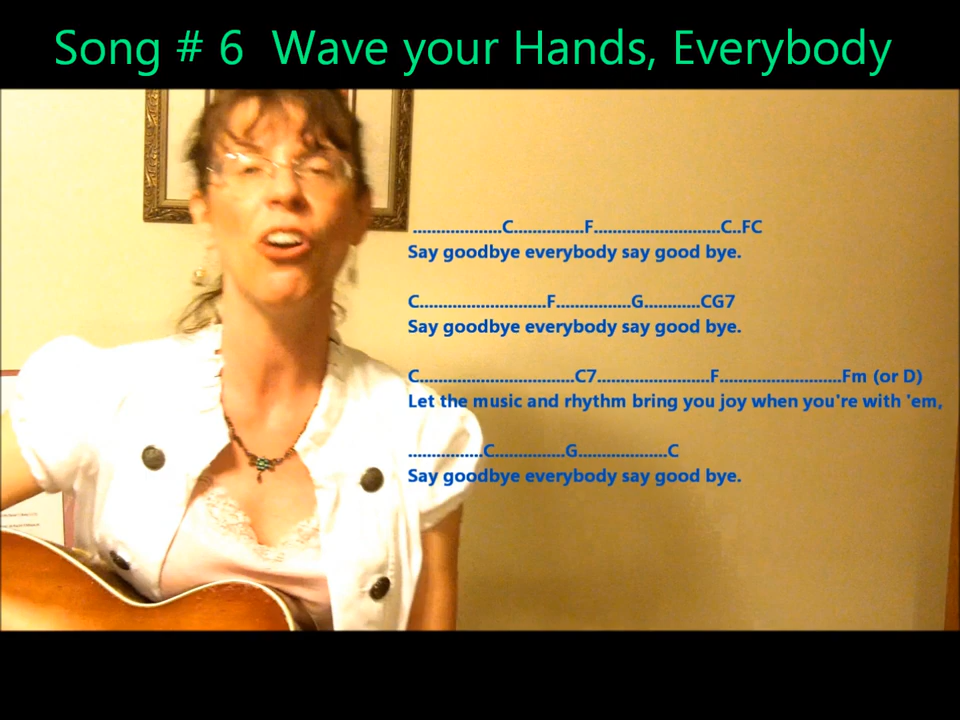 Song # 6  Wave your Hands, Everybody
...................C...............F...........................C..FC
Say goodbye everybody say good bye.
C...........................F................G............CG7
Say goodbye everybody say good bye.
C.................................C7........................F..........................Fm (or D)
Let the music and rhythm bring you joy when you're with 'em,
................C...............G...................C
Say goodbye everybody say good bye.